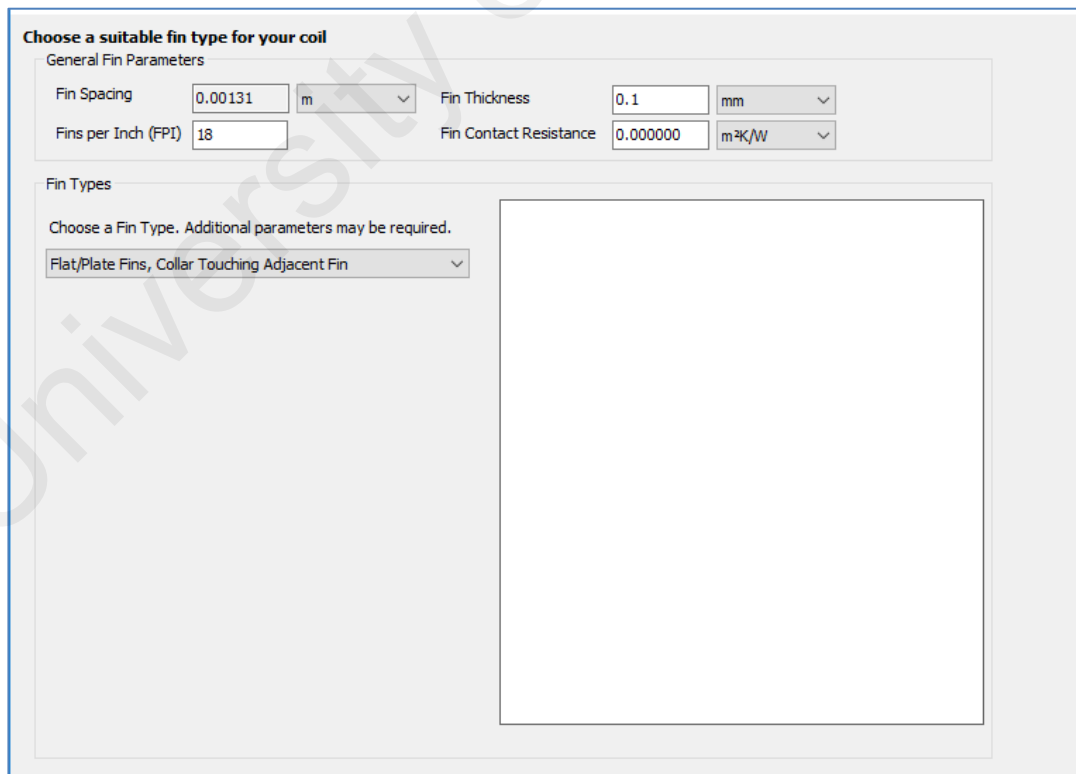 Choose a suitable fin type for your coil
General Fin Parameters
Fin Spacing 0.00131 m Fin Thickness 0.1 mm
Fins per Inch (FPI) 18 Fin Contact Resistance 0.000000 m²K/W
Fin Types
Choose a Fin Type. Additional parameters may be required.
Flat/Plate Fins, Collar Touching Adjacent Fin
University